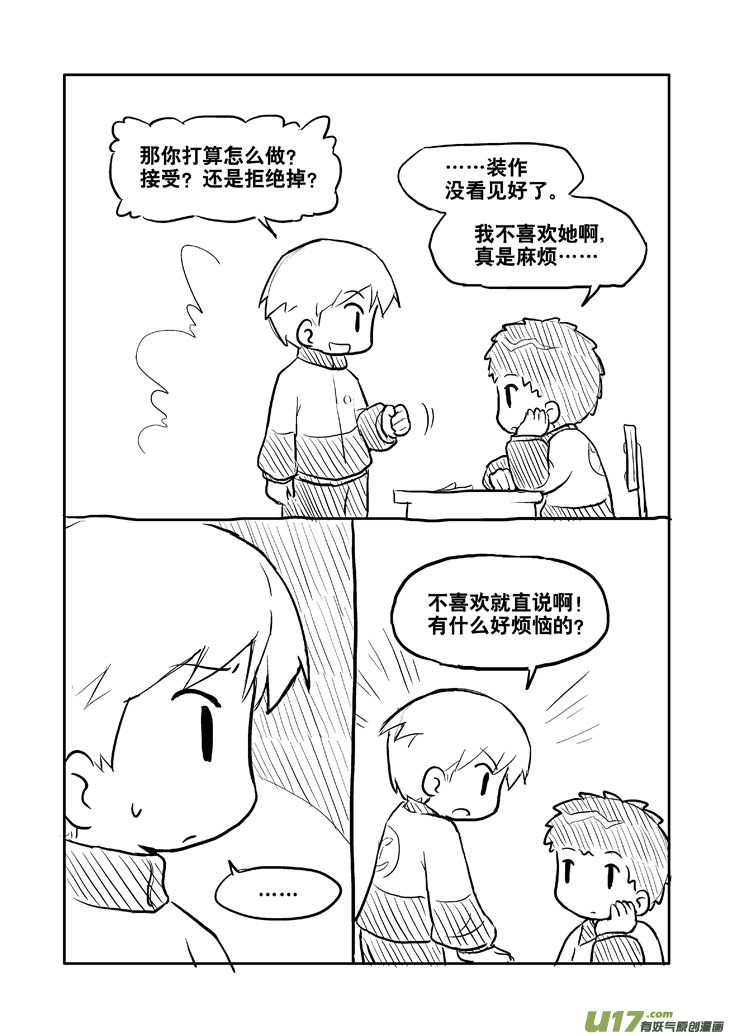 那你打算怎么做?
接受? 还是拒绝掉?
……装作
没看见好了。
我不喜欢她啊,
真是麻烦……
……
不喜欢就直说啊!
有什么好烦恼的?
U17.com
有妖气原创漫画